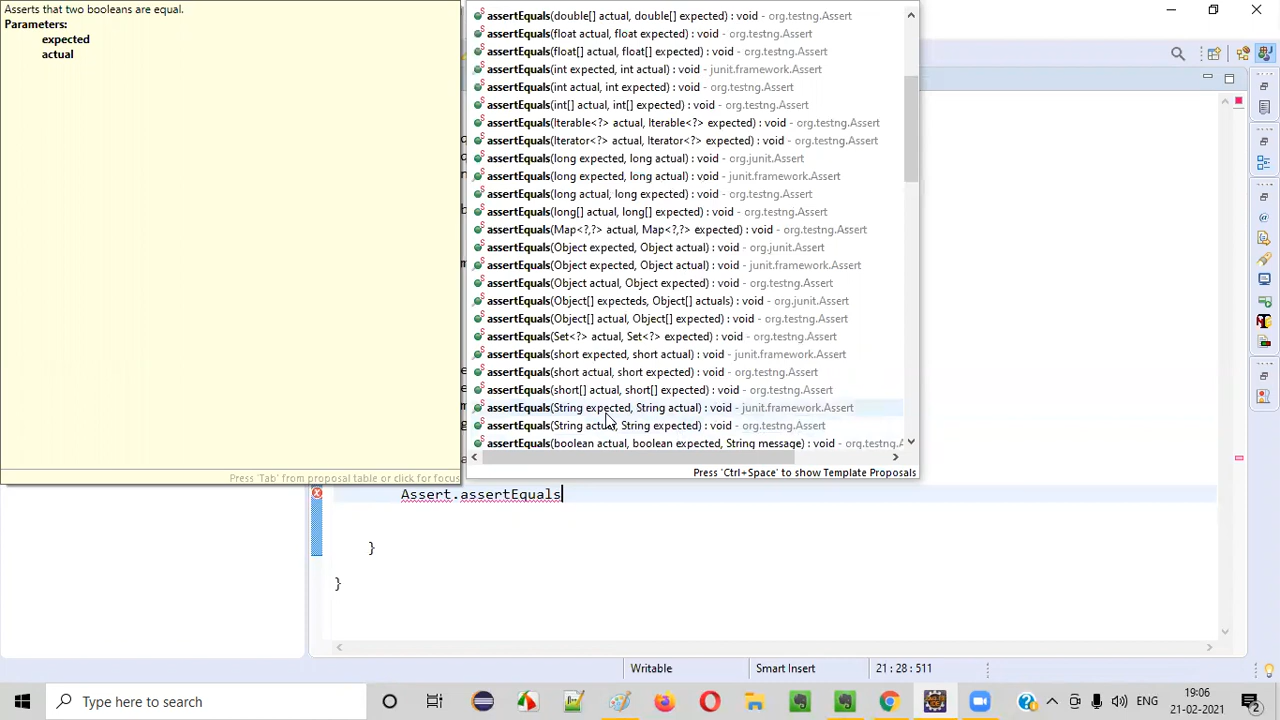 Asserts that two booleans are equal.
Parameters:
expected
actual
Press 'Tab' from proposal table or click for focus
assertEquals(double[] actual, double[] expected) : void - org.testng.Assert
assertEquals(float actual, float expected) : void - org.testng.Assert
assertEquals(float[] actual, float[] expected) : void - org.testng.Assert
assertEquals(int expected, int actual) : void - junit.framework.Assert
assertEquals(int actual, int expected) : void - org.testng.Assert
assertEquals(int[] actual, int[] expected) : void - org.testng.Assert
assertEquals(Iterable<?> actual, Iterable<?> expected) : void - org.testng.Assert
assertEquals(Iterator<?> actual, Iterator<?> expected) : void - org.testng.Assert
assertEquals(long expected, long actual) : void - org.junit.Assert
assertEquals(long expected, long actual) : void - junit.framework.Assert
assertEquals(long actual, long expected) : void - org.testng.Assert
assertEquals(long[] actual, long[] expected) : void - org.testng.Assert
assertEquals(Map<?,?> actual, Map<?,?> expected) : void - org.testng.Assert
assertEquals(Object expected, Object actual) : void - org.junit.Assert
assertEquals(Object expected, Object actual) : void - junit.framework.Assert
assertEquals(Object actual, Object expected) : void - org.testng.Assert
assertEquals(Object[] expecteds, Object[] actuals) : void - org.junit.Assert
assertEquals(Object[] actual, Object[] expected) : void - org.testng.Assert
assertEquals(Set<?> actual, Set<?> expected) : void - org.testng.Assert
assertEquals(short expected, short actual) : void - junit.framework.Assert
assertEquals(short actual, short expected) : void - org.testng.Assert
assertEquals(short[] actual, short[] expected) : void - org.testng.Assert
assertEquals(String expected, String actual) : void - junit.framework.Assert
assertEquals(String actual, String expected) : void - org.testng.Assert
assertEquals(boolean actual, boolean expected, String message) : void - org.testng.A
Press 'Ctrl+Space' to show Template Proposals
Assert.assertEquals
}
}
Writable
Smart Insert
21 : 28 : 511
Type here to search
ENG
9:06
21-02-2021
2